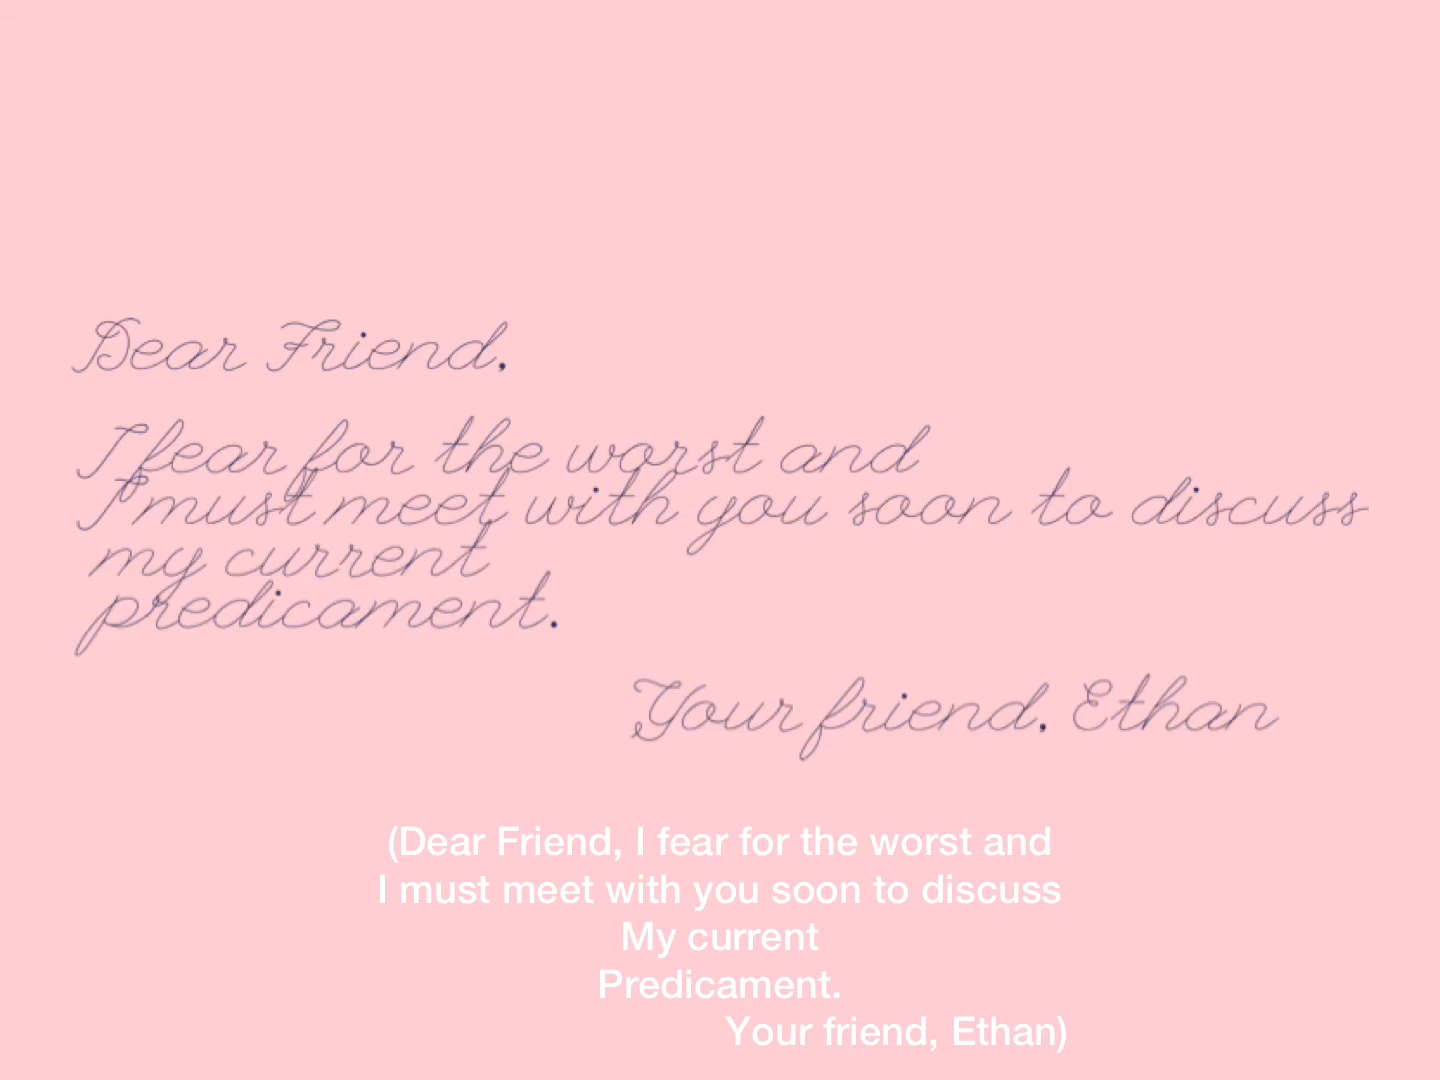 Dear Friend,
I fear for the worst and
I must meet with you soon to discuss
my current
predicament.
Your friend, Ethan
(Dear Friend, I fear for the worst and
I must meet with you soon to discuss
My current
Predicament.
Your friend, Ethan)